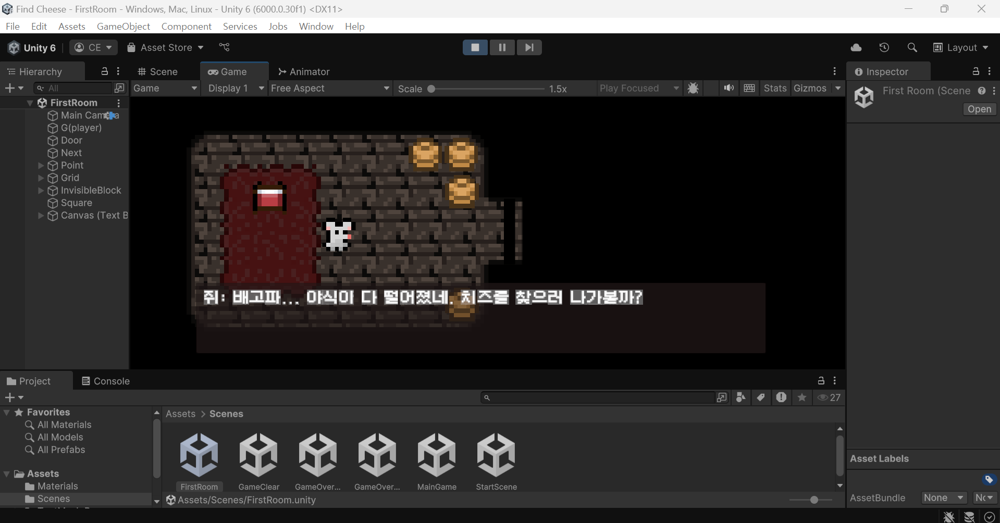 Find Cheese - FirstRoom - Windows, Mac, Linux - Unity 6 (6000.0.30f1) <DX11>
File Edit Assets GameObject Component Services Jobs Window Help
Unity 6 CE Asset Store Layout
Hierarchy Scene Game Animator Inspector
All Game Display 1 Free Aspect Scale 1.5x Play Focused Stats Gizmos
First Room (Scene
Open
FirstRoom
Main Camera
G(player)
Door
Next
Point
Grid
InvisibleBlock
Square
Canvas (Text B
쥐: 배고파... 야식이 다 떨어졌네. 치즈를 찾으러 나가볼까?
Project Console
27
Favorites
All Materials
All Models
All Prefabs
Assets
Materials
Scenes
Assets > Scenes
FirstRoom GameClear GameOver... GameOver... MainGame StartScene
Assets/Scenes/FirstRoom.unity
Asset Labels
AssetBundle None